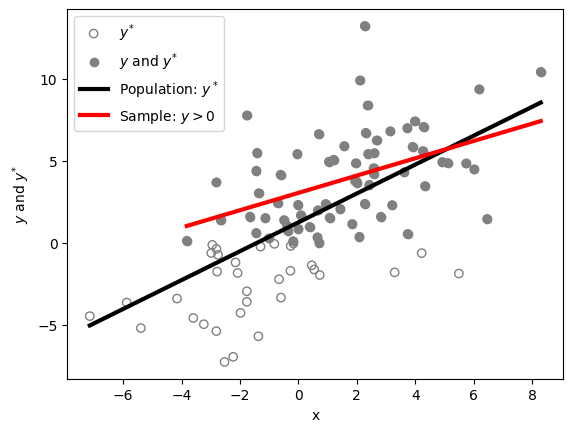 y*
y and y*
Population: y*
Sample: y > 0
y and y*
10
5
0
−5
−6
−4
−2
0
2
4
6
8
x